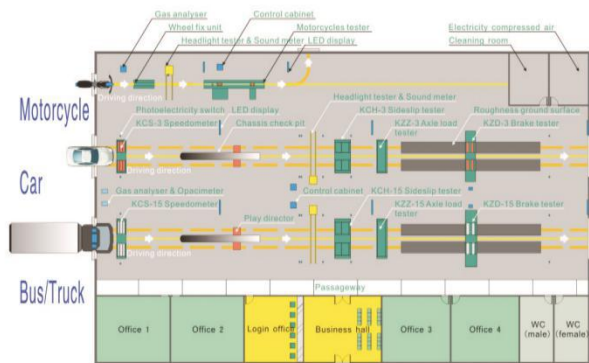 Gas analyser
Wheel fix unit
Headlight tester & Sound meter
Control cabinet
Motorcycles tester
LED display
Electricity compressed air
Cleaning room
Driving direction
Motorcycle
Photoelectricity switch
LED display
Headlight tester & Sound meter
KCS-3 Speedometer
Chassis check pit
KCH-3 Sideslip tester
KZZ-3 Axle load
tester
Roughness ground surface
KZD-3 Brake tester
Driving direction
Car
Gas analyser & Opacimeter
KCS-15 Speedometer
Control cabinet
KCH-15 Sideslip
tester
KZZ-15 Axle load
tester
KZD-15 Brake tester
Play director
Driving direction
Bus/Truck
Passageway
Office 1
Office 2
Login office
Business hall
Office 3
Office 4
WC
(male)
WC
(female)